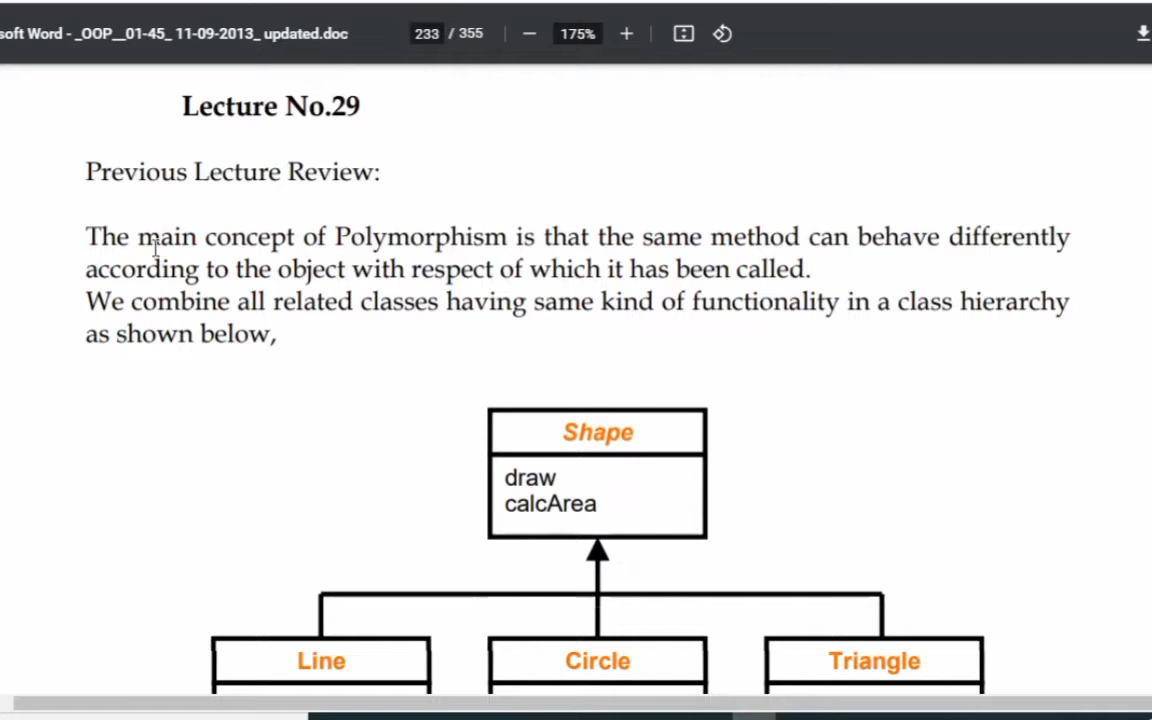 soft Word - _OOP__01-45_ 11-09-2013_ updated.doc
233 / 355
175%
Lecture No.29
Previous Lecture Review:
The main concept of Polymorphism is that the same method can behave differently
according to the object with respect of which it has been called.
We combine all related classes having same kind of functionality in a class hierarchy
as shown below,
Shape
draw
calcArea
Line
Circle
Triangle